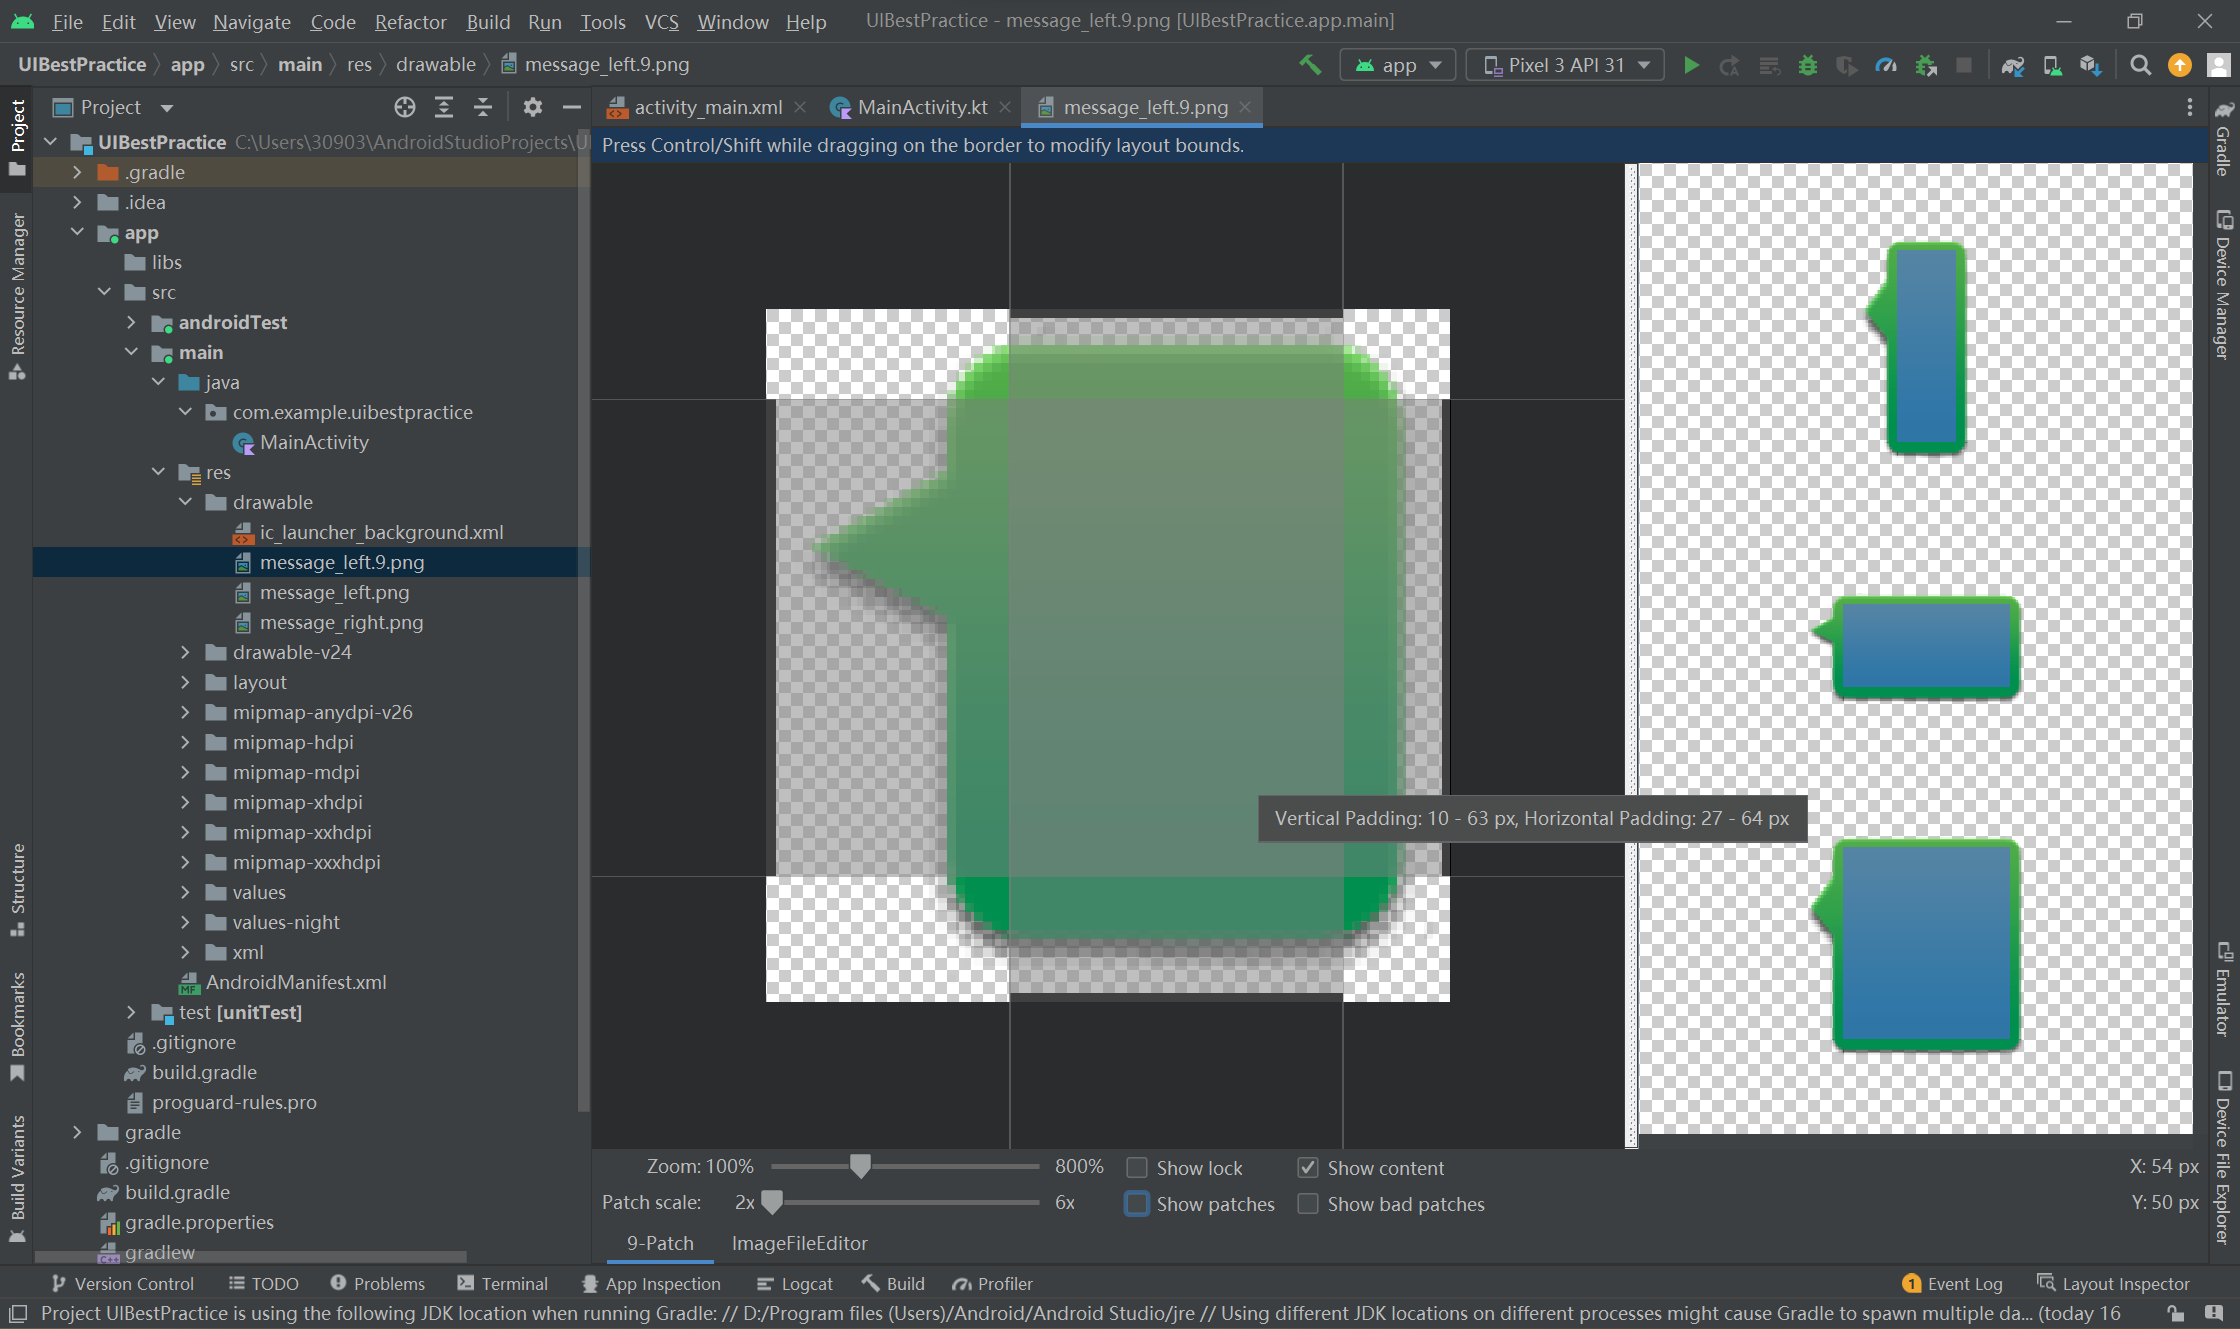 File Edit View Navigate Code Refactor Build Run Tools VCS Window Help UIBestPractice - message_left.9.png [UIBestPractice.app.main]
UIBestPractice app src main res drawable message_left.9.png app Pixel 3 API 31
Project
activity_main.xml MainActivity.kt message_left.9.png
Press Control/Shift while dragging on the border to modify layout bounds.
UIBestPractice C:\Users\30903\AndroidStudioProjects\U
.gradle
.idea
app
libs
src
androidTest
main
java
com.example.uibestpractice
MainActivity
res
drawable
ic_launcher_background.xml
message_left.9.png
message_left.png
message_right.png
drawable-v24
layout
mipmap-anydpi-v26
mipmap-hdpi
mipmap-mdpi
mipmap-xhdpi
mipmap-xxhdpi
mipmap-xxxhdpi
values
values-night
xml
AndroidManifest.xml
MF
test [unitTest]
.gitignore
build.gradle
proguard-rules.pro
gradle
.gitignore
build.gradle
gradle.properties
gradlew
C++
Project
Resource Manager
Structure
Bookmarks
Build Variants
Vertical Padding: 10 - 63 px, Horizontal Padding: 27 - 64 px
Zoom: 100% 800% Show lock Show content X: 54 px
Patch scale: 2x 6x Show patches Show bad patches Y: 50 px
9-Patch ImageFileEditor
Gradle
Device Manager
Emulator
Device File Explorer
Version Control TODO Problems Terminal App Inspection Logcat Build Profiler 1 Event Log Layout Inspector
Project UIBestPractice is using the following JDK location when running Gradle: // D:/Program files (Users)/Android/Android Studio/jre // Using different JDK locations on different processes might cause Gradle to spawn multiple da... (today 16